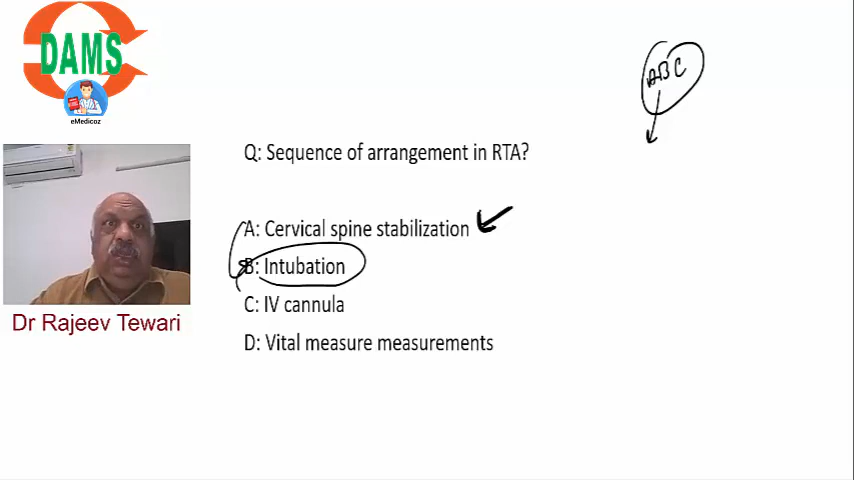 DAMS
eMedicoz
ABC
Q: Sequence of arrangement in RTA?
A: Cervical spine stabilization
B: Intubation
C: IV cannula
D: Vital measure measurements
Dr Rajeev Tewari